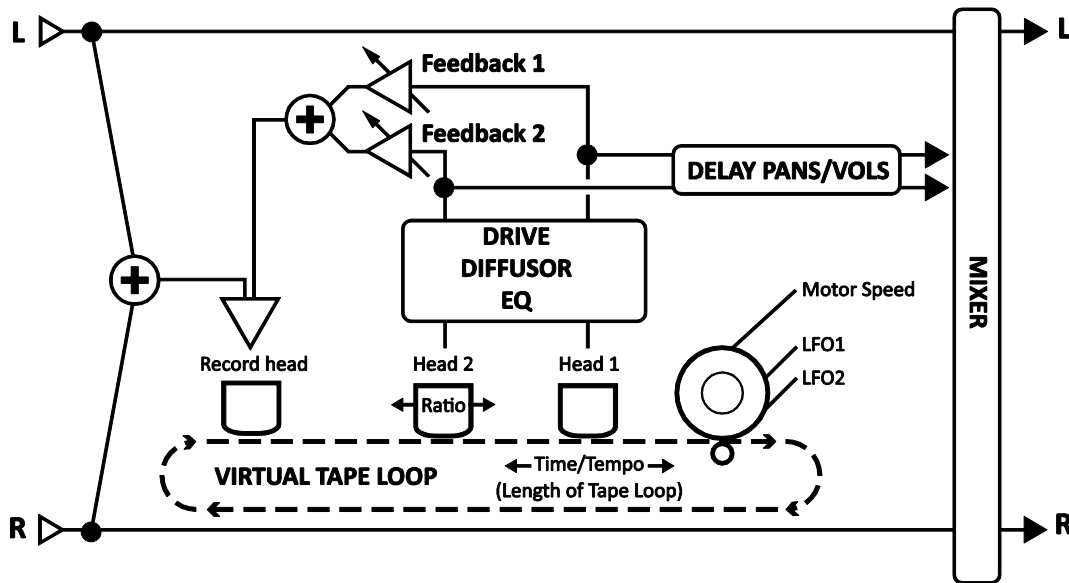 L
L
Feedback 1
Feedback 2
DELAY PANS/VOLS
DRIVE
DIFFUSOR
EQ
MIXER
Motor Speed
LFO1
LFO2
Record head
Head 2
Head 1
Ratio
VIRTUAL TAPE LOOP
Time/Tempo
(Length of Tape Loop)
R
R